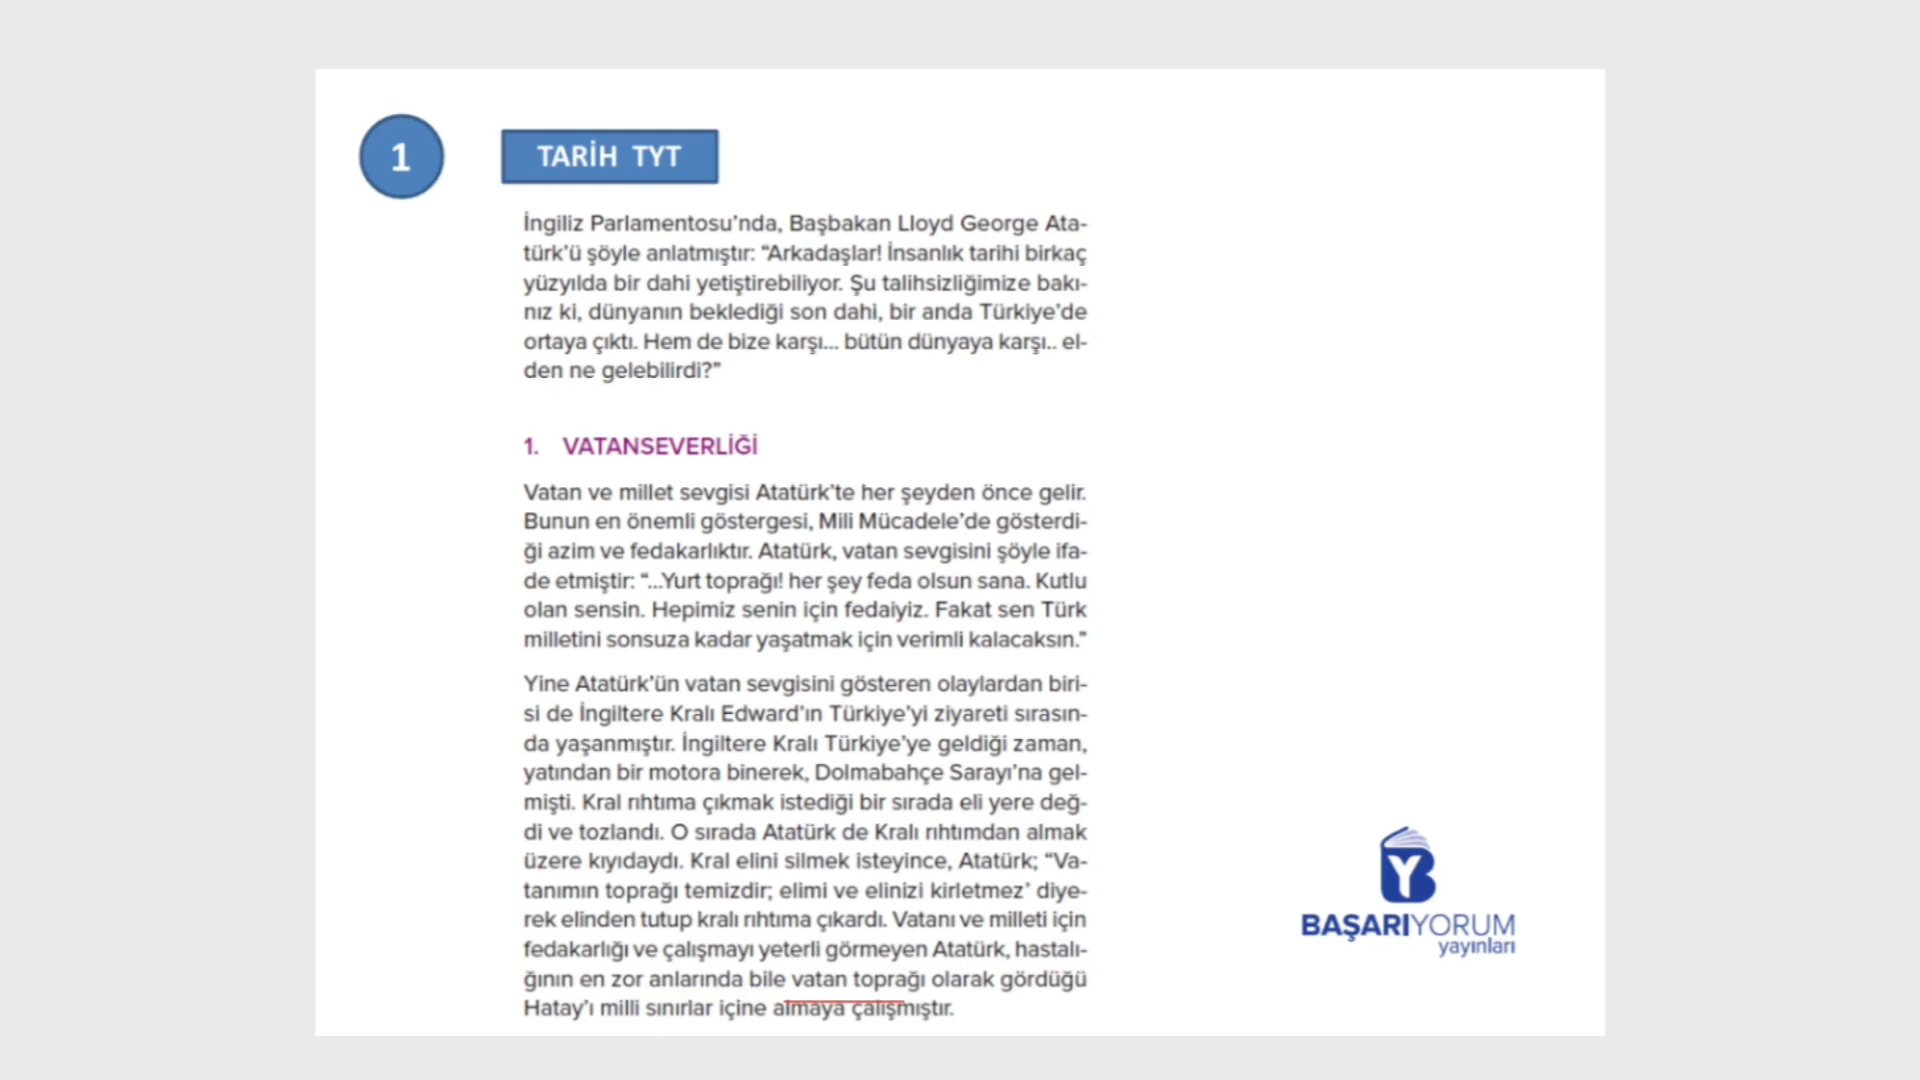 1
TARİH TYT
İngiliz Parlamentosu’nda, Başbakan Lloyd George Ata-
türk’ü şöyle anlatmıştır: “Arkadaşlar! İnsanlık tarihi birkaç
yüzyılda bir dahi yetiştirebiliyor. Şu talihsizliğimize bakı-
nız ki, dünyanın beklediği son dahi, bir anda Türkiye’de
ortaya çıktı. Hem de bize karşı... bütün dünyaya karşı.. el-
den ne gelebilirdi?”
1. VATANSEVERLİĞİ
Vatan ve millet sevgisi Atatürk’te her şeyden önce gelir.
Bunun en önemli göstergesi, Mili Mücadele’de gösterdi-
ği azim ve fedakarlıktır. Atatürk, vatan sevgisini şöyle ifa-
de etmiştir: “...Yurt toprağı! her şey feda olsun sana. Kutlu
olan sensin. Hepimiz senin için fedaiyiz. Fakat sen Türk
milletini sonsuza kadar yaşatmak için verimli kalacaksın.”
Yine Atatürk’ün vatan sevgisini gösteren olaylardan biri-
si de İngiltere Kralı Edward’ın Türkiye’yi ziyareti sırasın-
da yaşanmıştır. İngiltere Kralı Türkiye’ye geldiği zaman,
yatından bir motora binerek, Dolmabahçe Sarayı’na gel-
mişti. Kral rıhtıma çıkmak istediği bir sırada eli yere değ-
di ve tozlandı. O sırada Atatürk de Kralı rıhtımdan almak
üzere kıyıdaydı. Kral elini silmek isteyince, Atatürk; “Va-
tanımın toprağı temizdir; elimi ve elinizi kirletmez’ diye-
rek elinden tutup kralı rıhtıma çıkardı. Vatanı ve milleti için
fedakarlığı ve çalışmayı yeterli görmeyen Atatürk, hastalı-
ğının en zor anlarında bile vatan toprağı olarak gördüğü
Hatay’ı milli sınırlar içine almaya çalışmıştır.
BAŞARIYORUM
yayınları